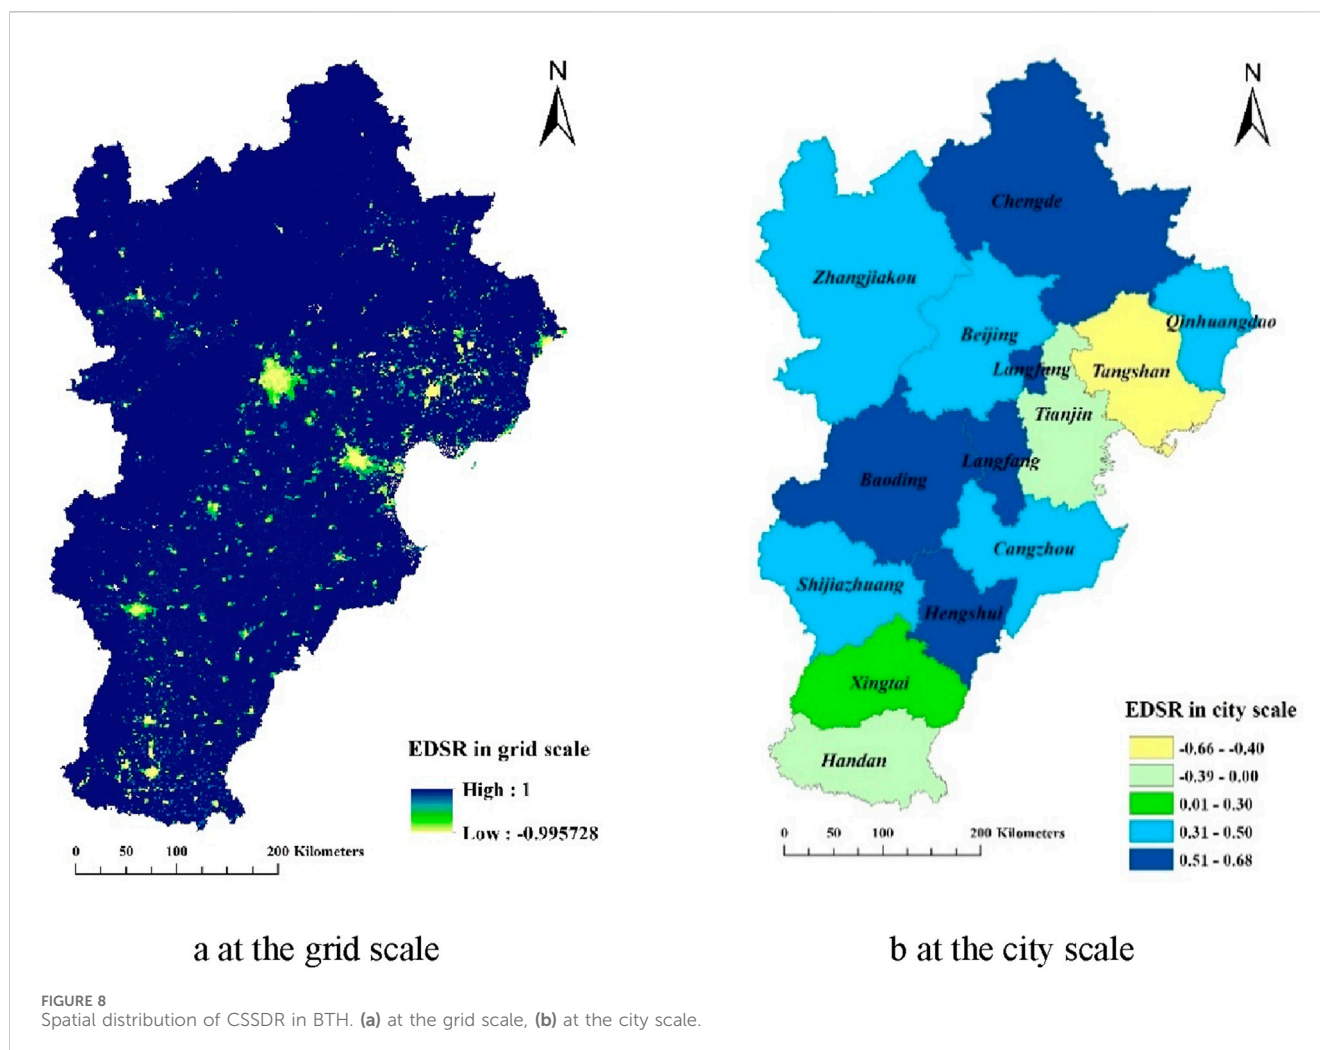 N
EDSR in grid scale
High : 1
Low : -0.995728
0 50 100 200 Kilometers
a at the grid scale
N
Chengde
Zhangjiakou
Qinhuangdao
Beijing
Langfang
Tangshan
Tianjin
Langfang
Baoding
Cangzhou
Shijiazhuang
Hengshui
Xingtai
Handan
EDSR in city scale
-0.66 - -0.40
-0.39 - 0.00
0.01 - 0.30
0.31 - 0.50
0.51 - 0.68
0 50 100 200 Kilometers
b at the city scale
FIGURE 8
Spatial distribution of CSSDR in BTH. (a) at the grid scale, (b) at the city scale.